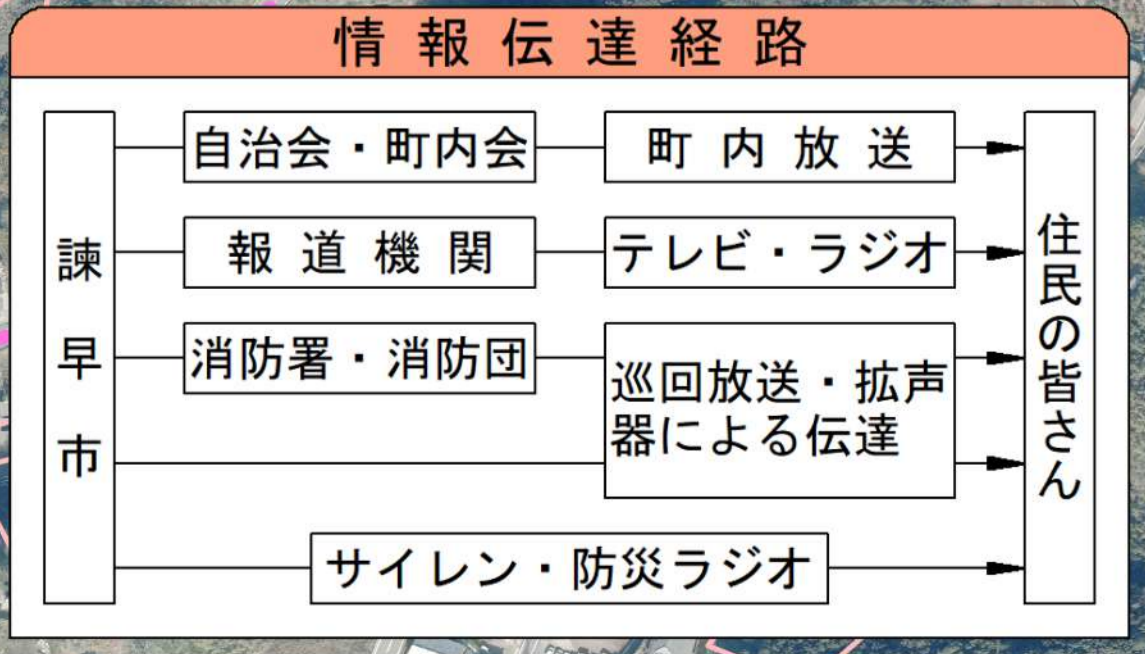 情報伝達経路
諫早市
自治会・町内会
町内放送
報道機関
テレビ・ラジオ
消防署・消防団
巡回放送・拡声
器による伝達
サイレン・防災ラジオ
住民の皆さん